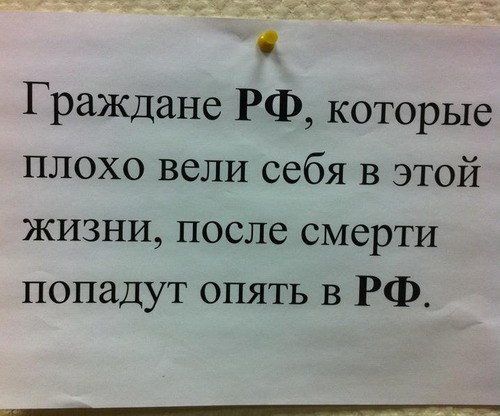 Граждане РФ, которые
плохо вели себя в этой
жизни, после смерти
попадут опять в РФ.